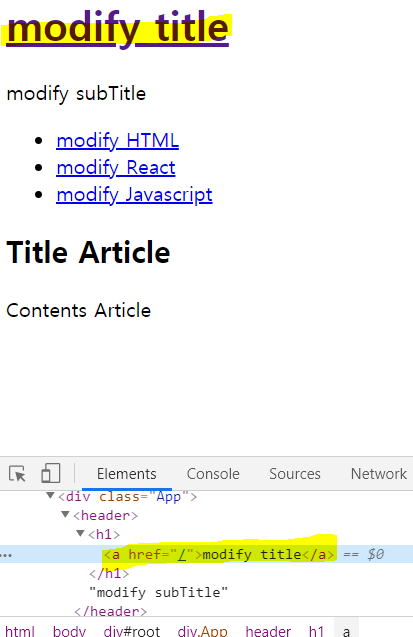 modify title
modify subTitle
modify HTML
modify React
modify Javascript
Title Article
Contents Article
Elements Console Sources Network
<div class="App">
<header>
<h1>
… <a href="/">modify title</a> == $0
</h1>
"modify subTitle"
</header>
html body div#root div.App header h1 a